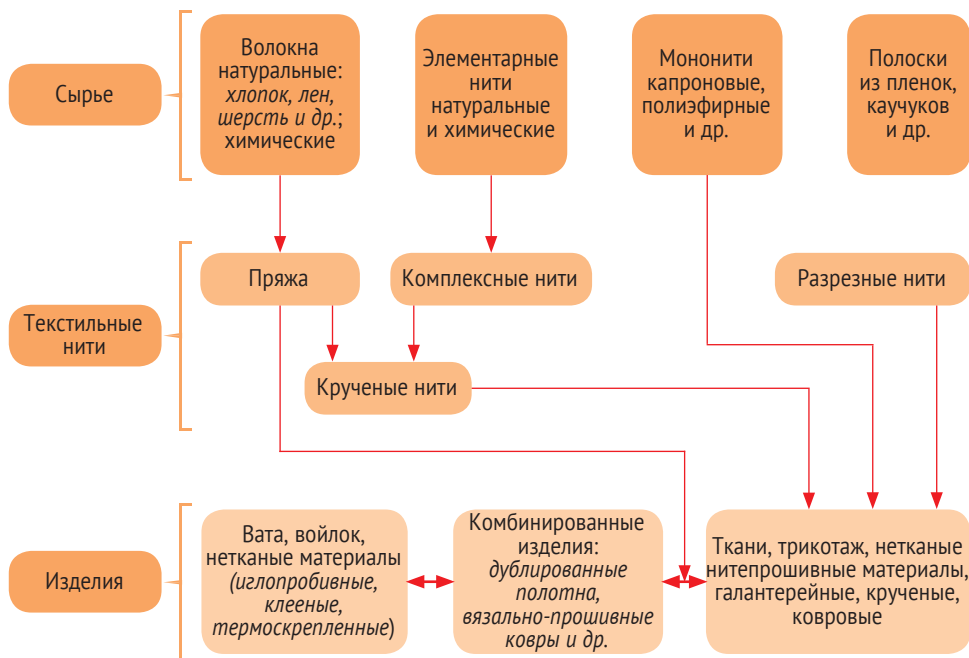 Сырье
Волокна
натуральные:
хлопок, лен,
шерсть и др.;
химические
Элементарные
нити
натуральные
и химические
Мононити
капроновые,
полиэфирные
и др.
Полоски
из пленок,
каучуков
и др.
Текстильные
нити
Пряжа
Комплексные нити
Разрезные нити
Крученые нити
Изделия
Вата, войлок,
нетканые материалы
(иглопробивные,
клееные,
термоскрепленные)
Комбинированные
изделия:
дублированные
полотна,
вязально-прошивные
ковры и др.
Ткани, трикотаж, нетканые
нитепрошивные материалы,
галантерейные, крученые,
ковровые